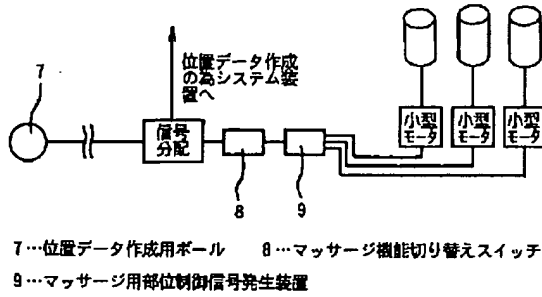 位置データ作成
の為システム装
置へ
7
信号
分配
8
9
小型
モータ
小型
モータ
小型
モータ
7…位置データ作成用ボール 8…マッサージ機能切り替えスイッチ
9…マッサージ用部位制御信号発生装置